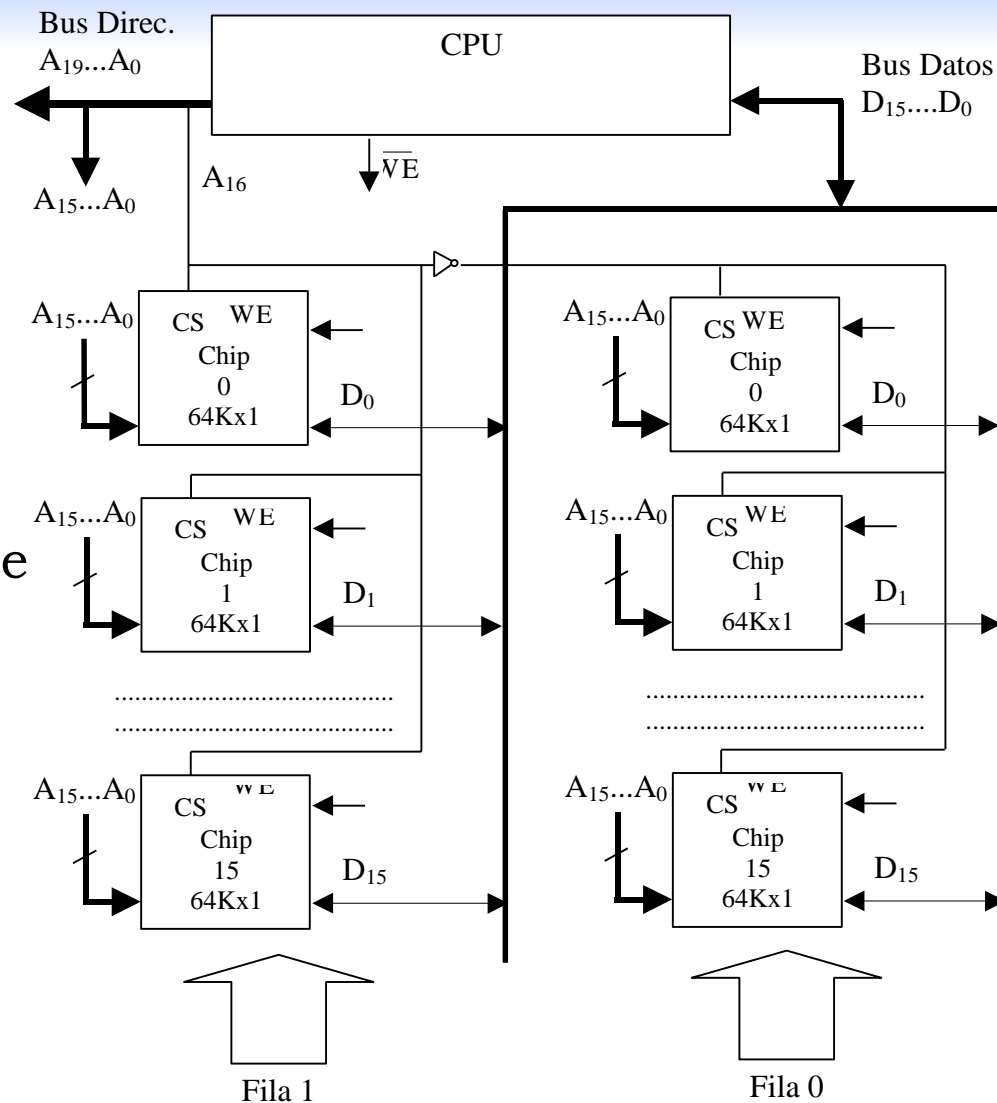 Bus Direc.
A₁₉...A₀
CPU
Bus Datos
D₁₅....D₀
A₁₅...A₀
A₁₆
WE
A₁₅...A₀
CS WE
Chip
0
64Kx1
D₀
A₁₅...A₀
CS WE
Chip
0
64Kx1
D₀
A₁₅...A₀
CS WE
Chip
1
64Kx1
D₁
A₁₅...A₀
CS WE
Chip
1
64Kx1
D₁
e
A₁₅...A₀
CS WE
Chip
15
64Kx1
D₁₅
A₁₅...A₀
CS WE
Chip
15
64Kx1
D₁₅
Fila 1
Fila 0